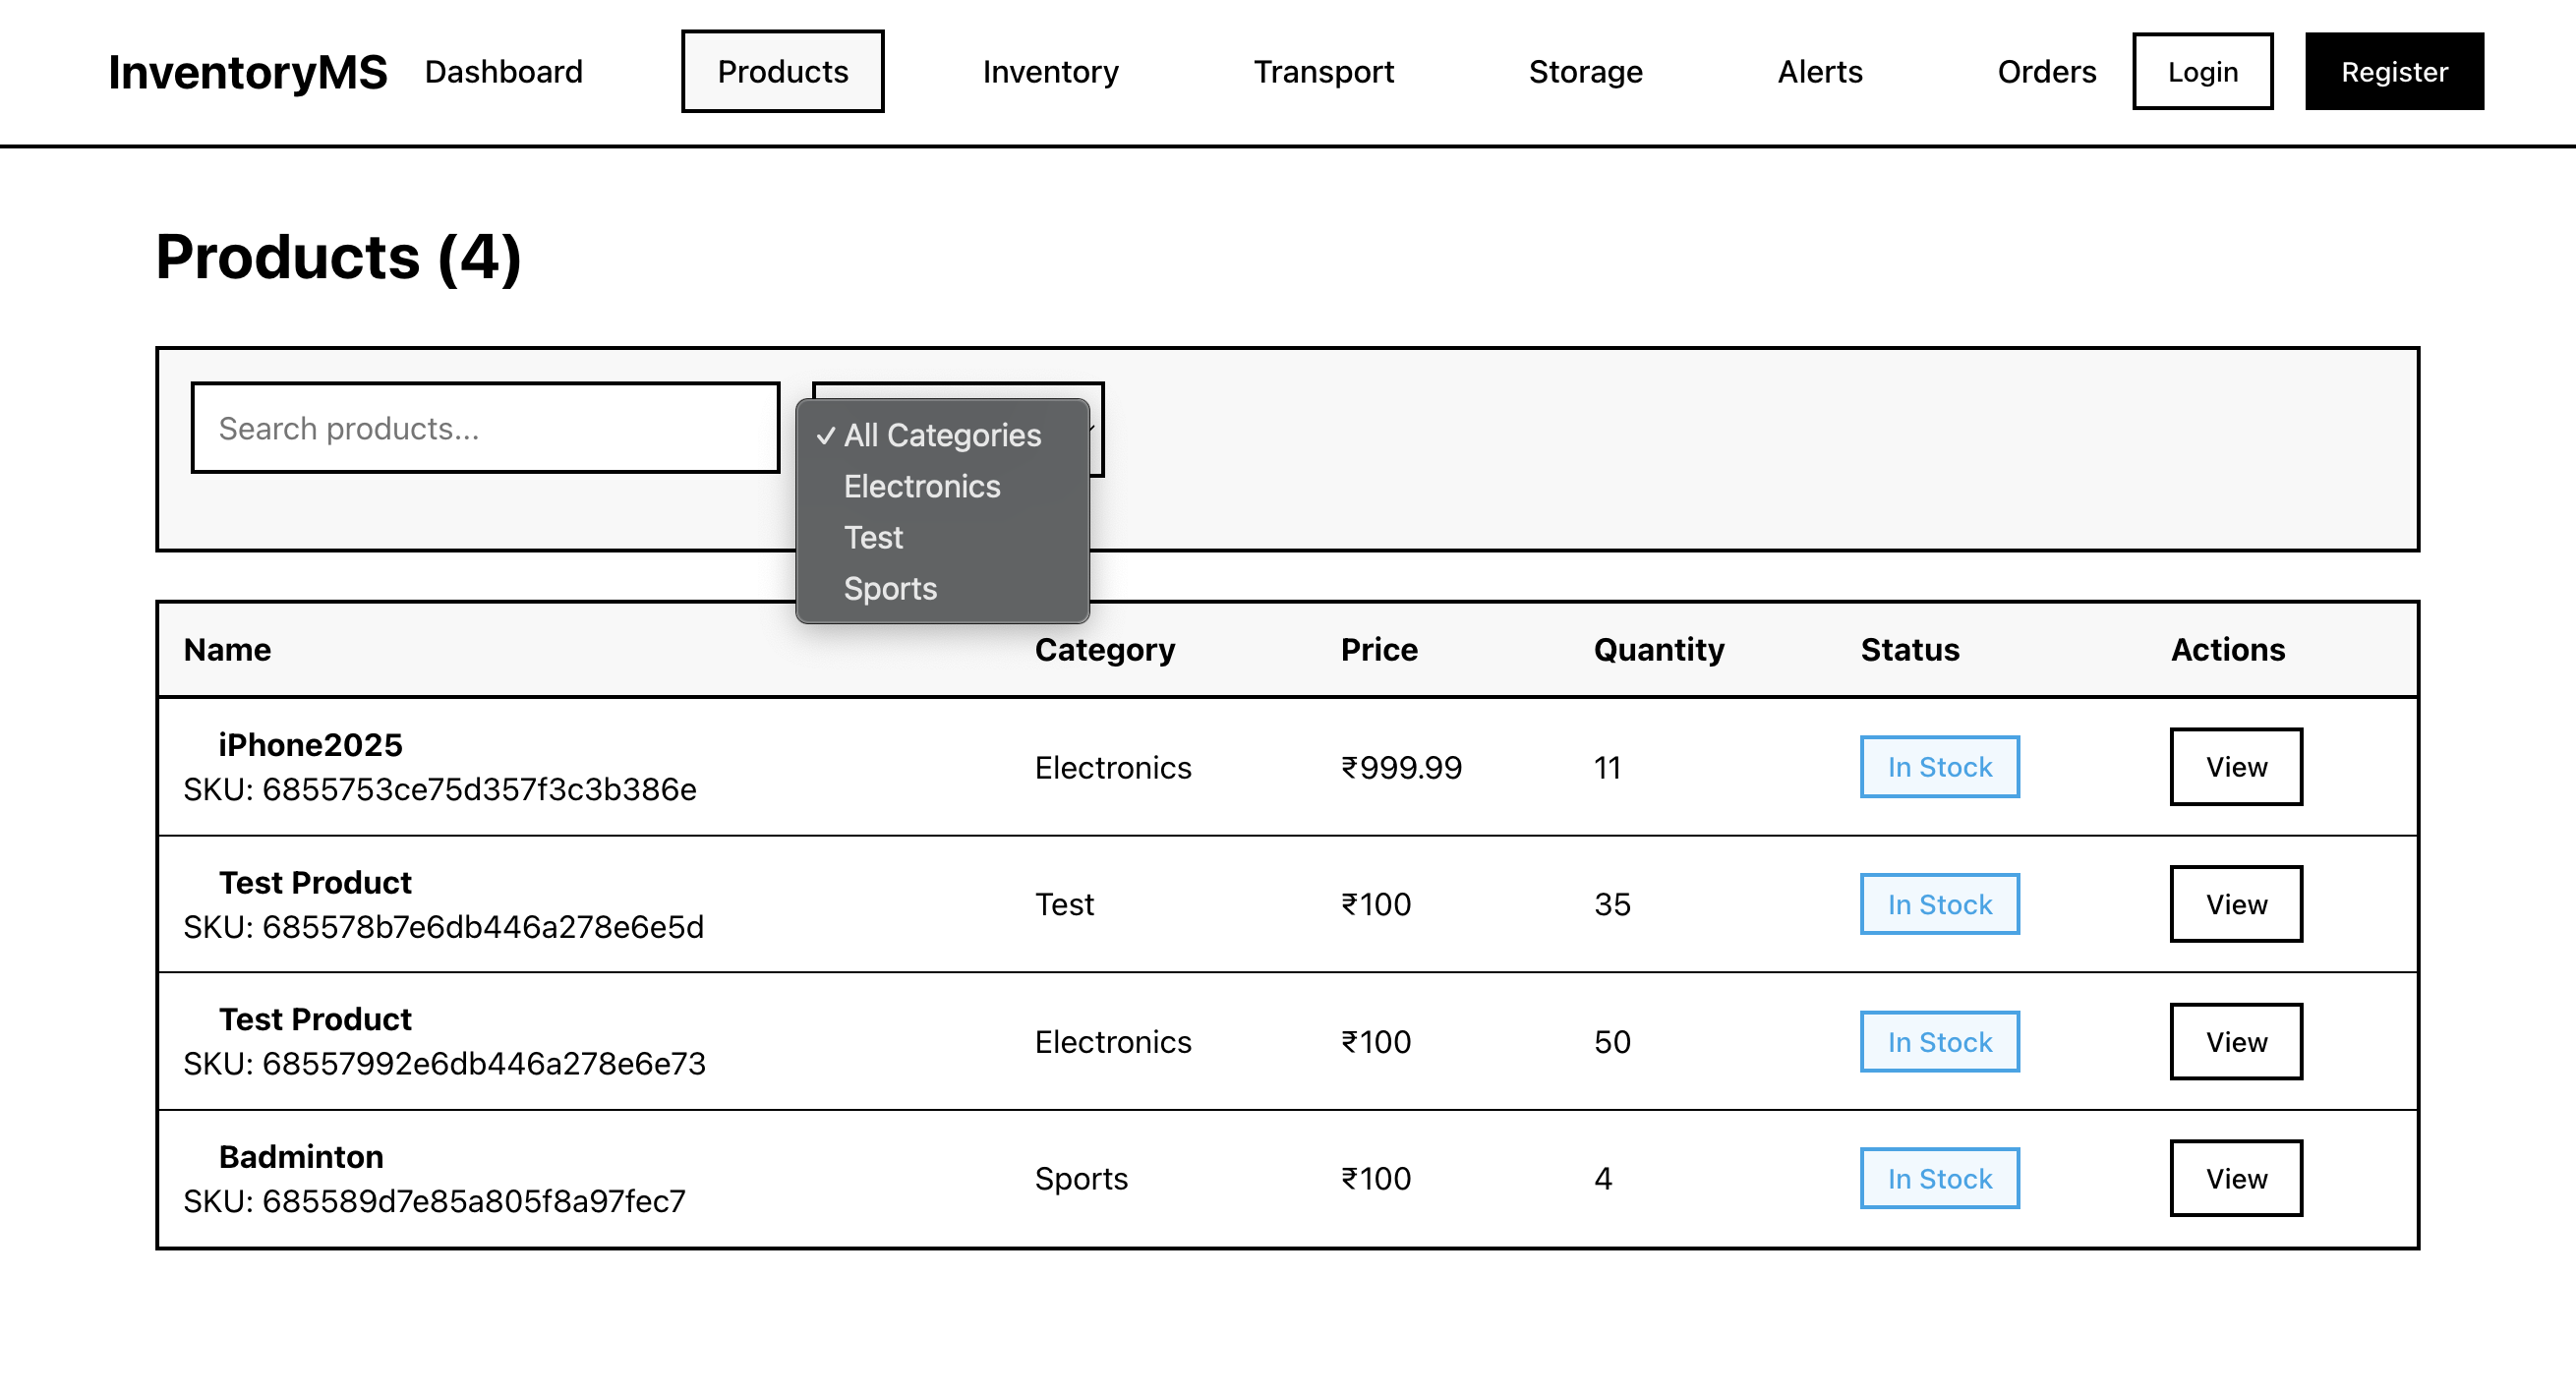 InventoryMS Dashboard Products Inventory Transport Storage Alerts Orders Login Register
Products (4)
Search products...
✓ All Categories
Electronics
Test
Sports
Name Category Price Quantity Status Actions
iPhone2025
SKU: 6855753ce75d357f3c3b386e
Electronics ₹999.99 11 In Stock View
Test Product
SKU: 685578b7e6db446a278e6e5d
Test ₹100 35 In Stock View
Test Product
SKU: 68557992e6db446a278e6e73
Electronics ₹100 50 In Stock View
Badminton
SKU: 685589d7e85a805f8a97fec7
Sports ₹100 4 In Stock View